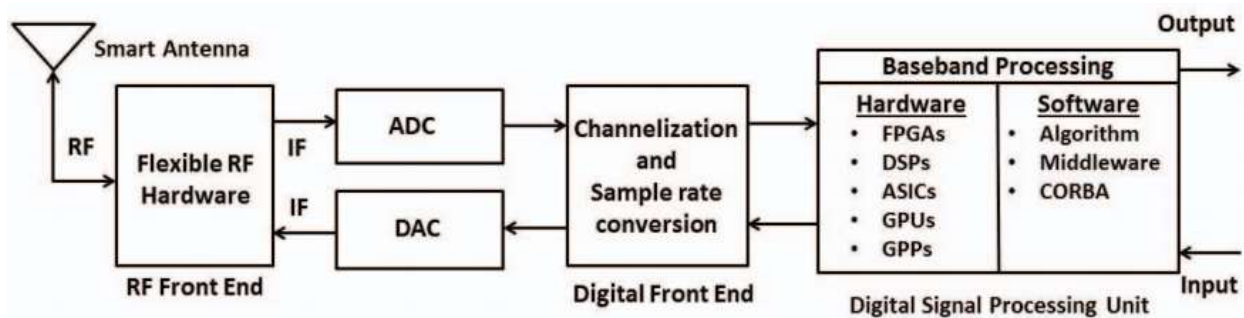 Smart Antenna
RF
Flexible RF
Hardware
RF Front End
IF
IF
ADC
DAC
Channelization
and
Sample rate
conversion
Digital Front End
Baseband Processing
Hardware
• FPGAs
• DSPs
• ASICs
• GPUs
• GPPs
Software
• Algorithm
• Middleware
• CORBA
Digital Signal Processing Unit
Output
Input